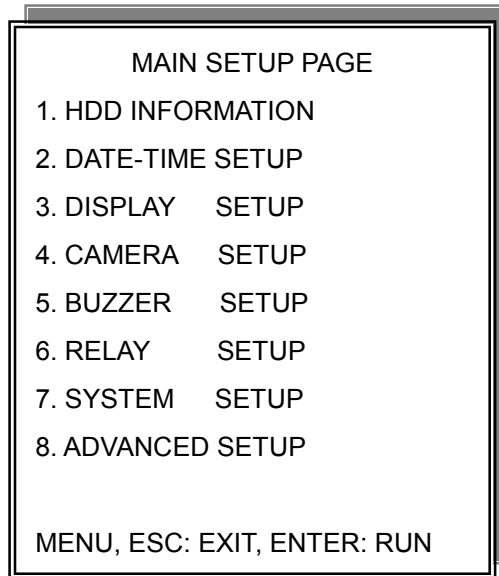 MAIN SETUP PAGE
1. HDD INFORMATION
2. DATE-TIME SETUP
3. DISPLAY SETUP
4. CAMERA SETUP
5. BUZZER SETUP
6. RELAY SETUP
7. SYSTEM SETUP
8. ADVANCED SETUP
MENU, ESC: EXIT, ENTER: RUN